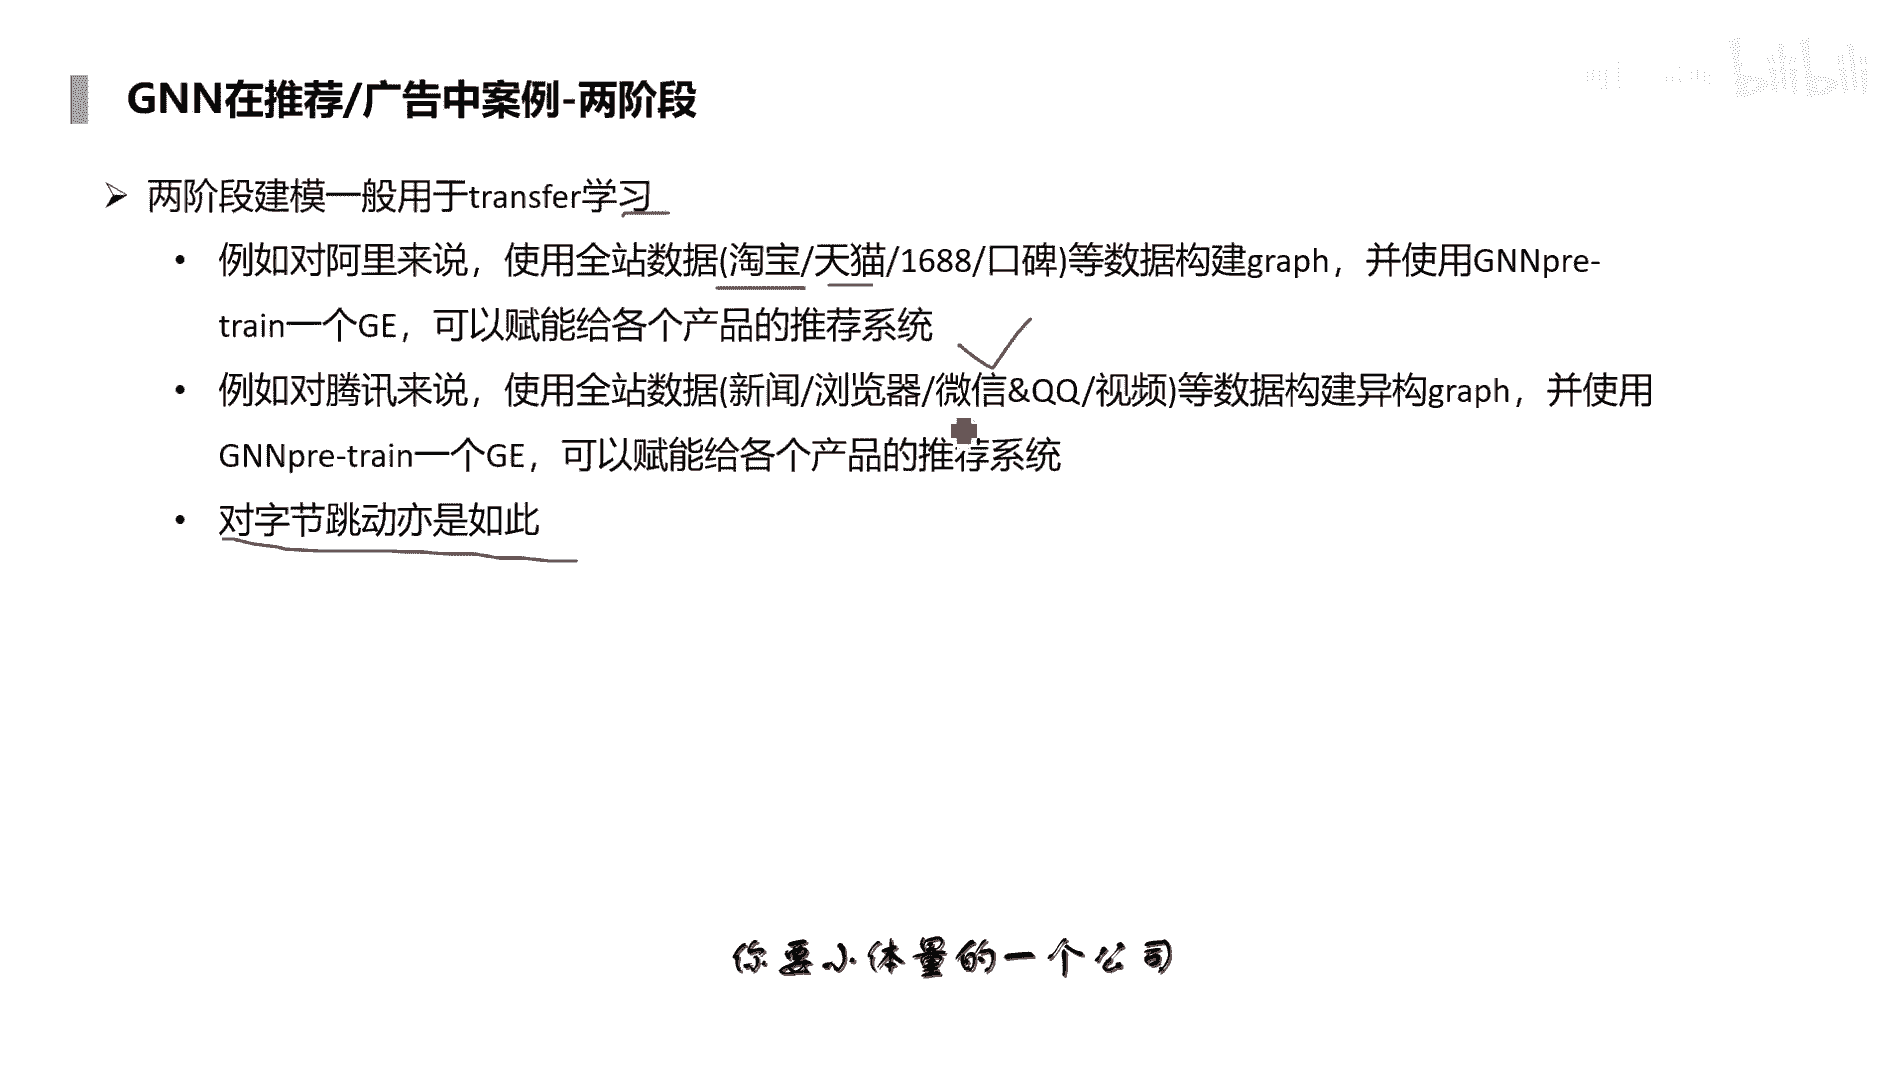 bilibili
GNN在推荐/广告中案例-两阶段
两阶段建模一般用于transfer学习
例如对阿里来说，使用全站数据(淘宝/天猫/1688/口碑)等数据构建graph，并使用GNNpre-
train一个GE，可以赋能给各个产品的推荐系统
例如对腾讯来说，使用全站数据(新闻/浏览器/微信&QQ/视频)等数据构建异构graph，并使用
GNNpre-train一个GE，可以赋能给各个产品的推荐系统
对字节跳动亦是如此
你要小体量的一个公司